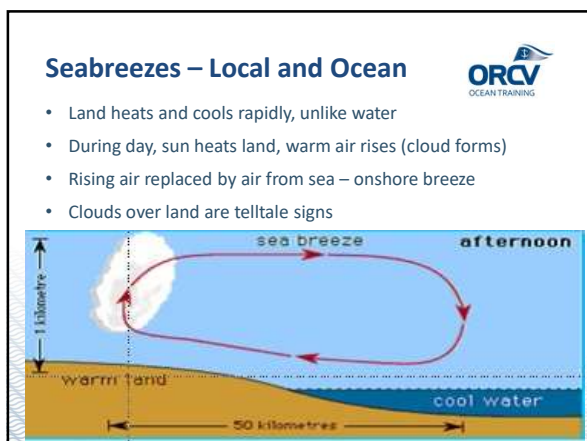 Seabreezes – Local and Ocean
ORCV
OCEAN TRAINING
• Land heats and cools rapidly, unlike water
• During day, sun heats land, warm air rises (cloud forms)
• Rising air replaced by air from sea – onshore breeze
• Clouds over land are telltale signs
sea breeze
afternoon
1 kilometre
warm land
cool water
50 kilometres